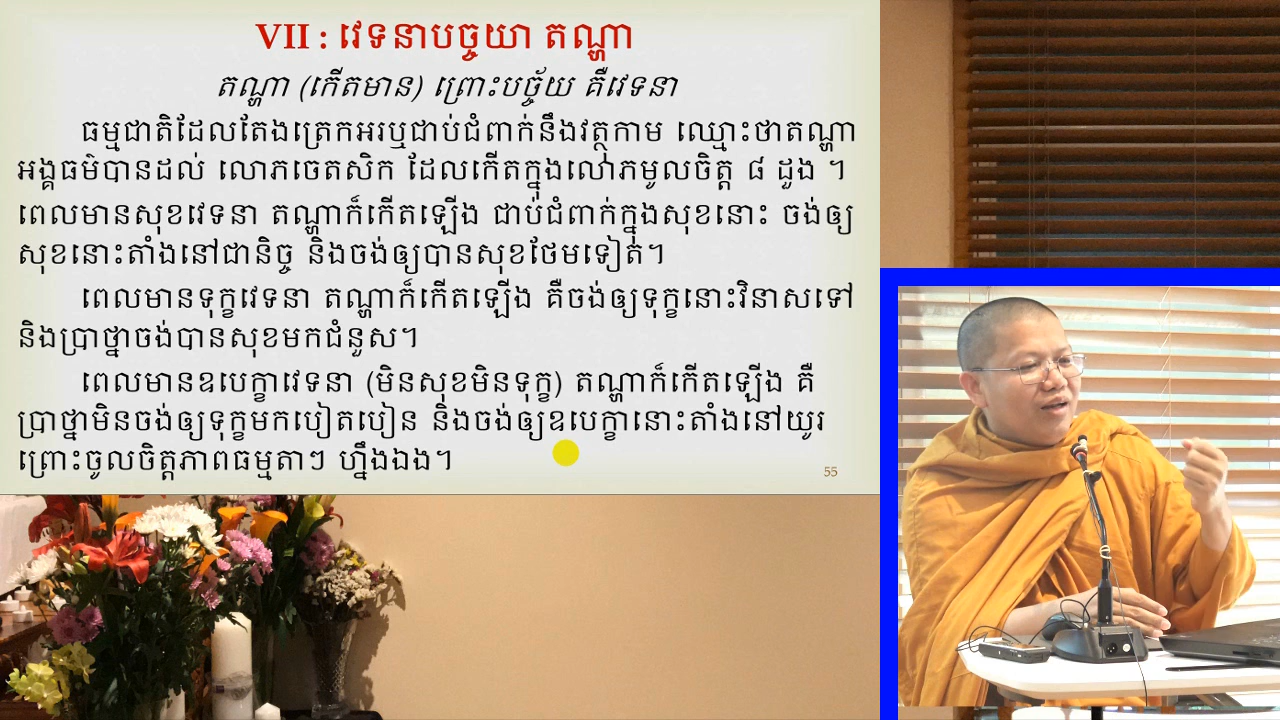 VII : វេទនាបច្ចយា តណ្ហា
តណ្ហា (កើតមាន) ព្រោះបច្ច័យ គឺវេទនា
ធម្មជាតិដែលតែងត្រេកអរឬជាប់ជំពាក់នឹងវត្ថុកាម ឈ្មោះថាតណ្ហា
អង្គធម៌បានដល់ លោភចេតសិក ដែលកើតក្នុងលោភមូលចិត្ត ៨ ដួង ។
ពេលមានសុខវេទនា តណ្ហាក៏កើតឡើង ជាប់ជំពាក់ក្នុងសុខនោះ ចង់ឲ្យ
សុខនោះតាំងនៅជានិច្ច និងចង់ឲ្យបានសុខថែមទៀត។
ពេលមានទុក្ខវេទនា តណ្ហាក៏កើតឡើង គឺចង់ឲ្យទុក្ខនោះវិនាសទៅ
និងប្រាថ្នាចង់បានសុខមកជំនួស។
ពេលមានឧបេក្ខាវេទនា (មិនសុខមិនទុក្ខ) តណ្ហាក៏កើតឡើង គឺ
ប្រាថ្នាមិនចង់ឲ្យទុក្ខមកបៀតបៀន និងចង់ឲ្យឧបេក្ខានោះតាំងនៅយូរ
ព្រោះចូលចិត្តភាពធម្មតាៗ ហ្នឹងឯង។
55